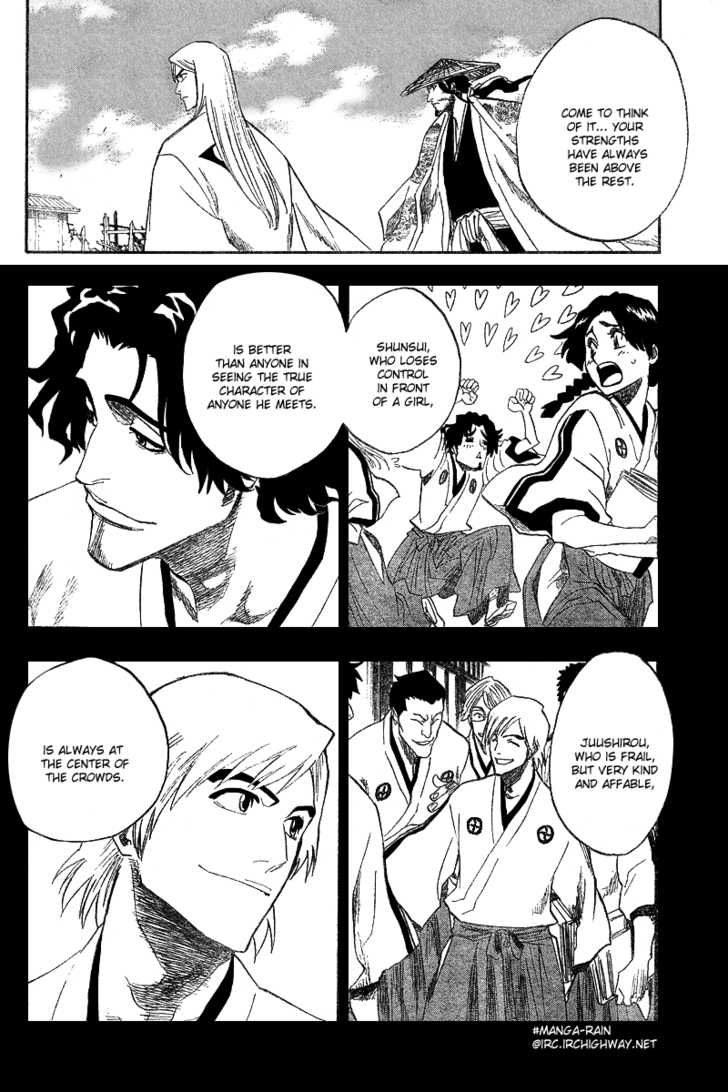 COME TO THINK
OF IT... YOUR
STRENGTHS
HAVE ALWAYS
BEEN ABOVE
THE REST.
SHUNSUI,
WHO LOSES
CONTROL
IN FRONT
OF A GIRL,
IS BETTER
THAN ANYONE IN
SEEING THE TRUE
CHARACTER OF
ANYONE HE MEETS.
JUUSHIROU,
WHO IS FRAIL,
BUT VERY KIND
AND AFFABLE,
IS ALWAYS AT
THE CENTER OF
THE CROWDS.
#MANGA-RAIN
@IRC.IRCHIGHWAY.NET